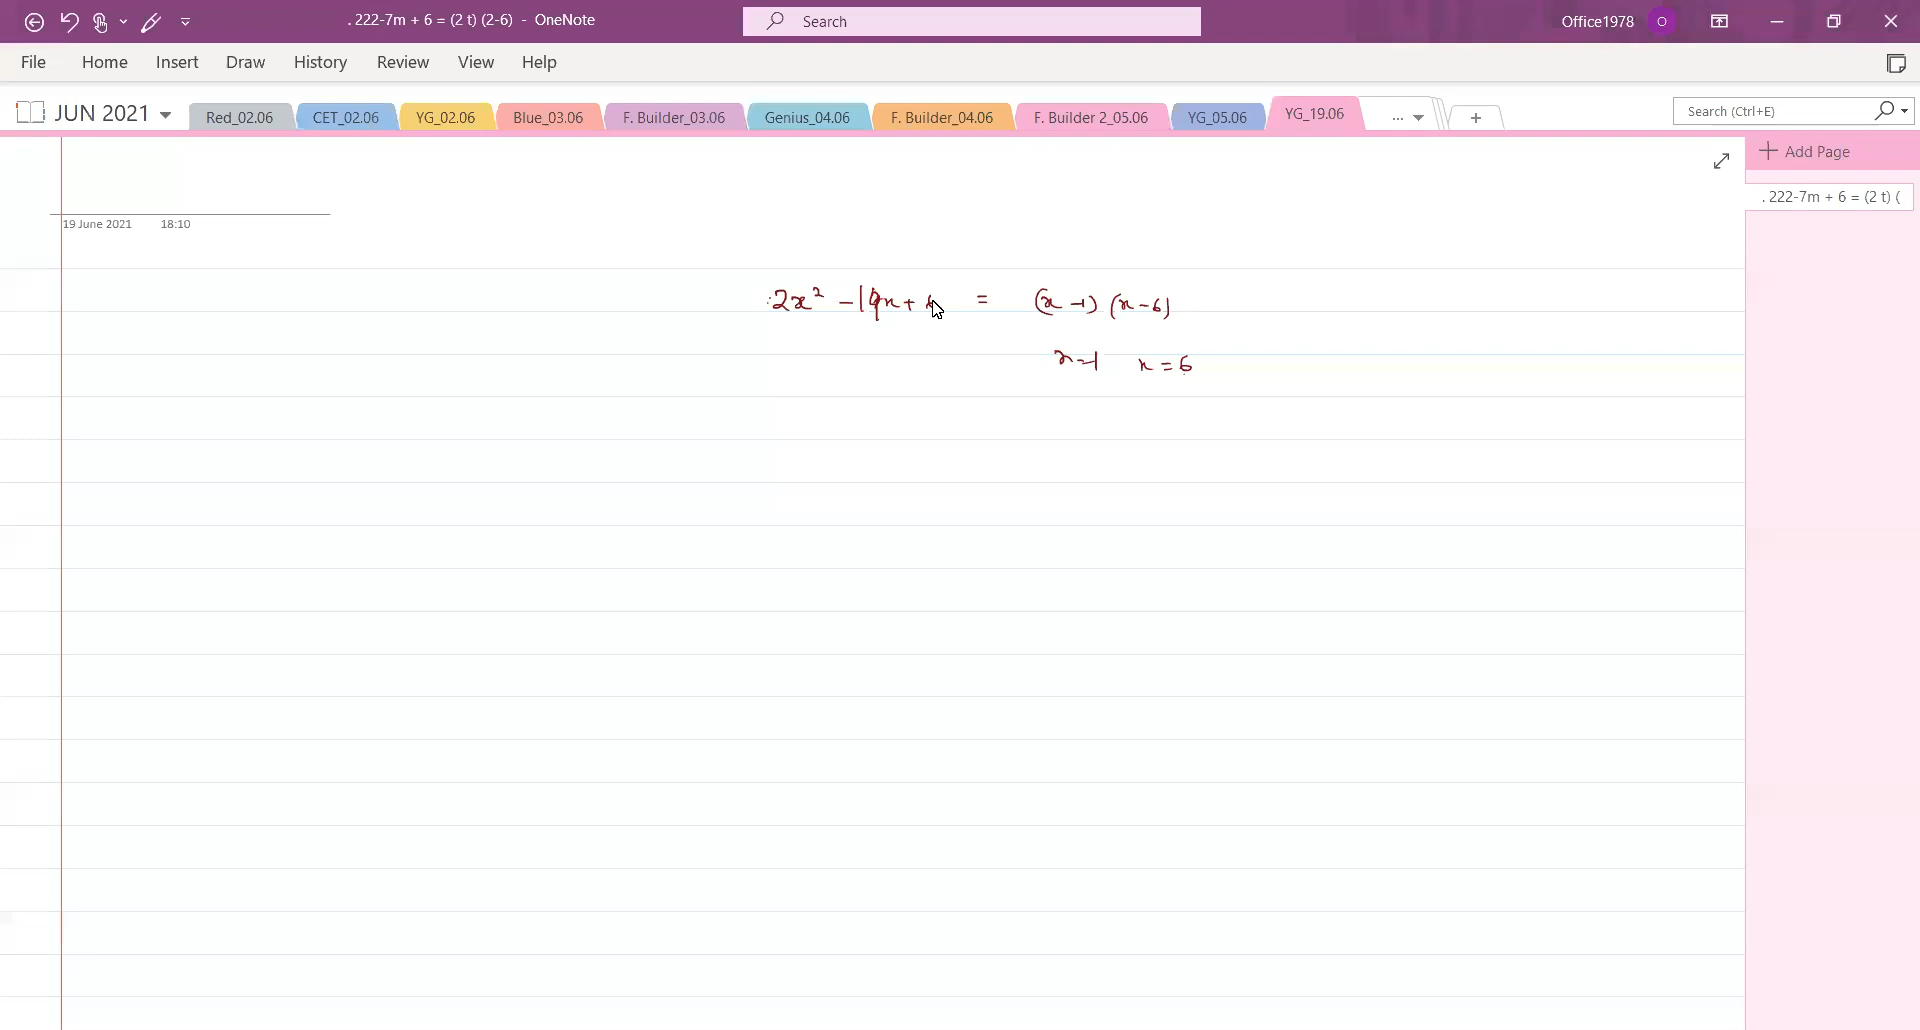 . 222-7m + 6 = (2 t) (2-6) - OneNote
Search
Office1978 O
File Home Insert Draw History Review View Help
JUN 2021 Red_02.06 CET_02.06 YG_02.06 Blue_03.06 F. Builder_03.06 Genius_04.06 F. Builder_04.06 F. Builder 2_05.06 YG_05.06 YG_19.06 ... + Search (Ctrl+E)
Add Page
. 222-7m + 6 = (2 t) (
19 June 2021 18:10
2x² - x + = (x-1) (x-6)
x=1 x=6